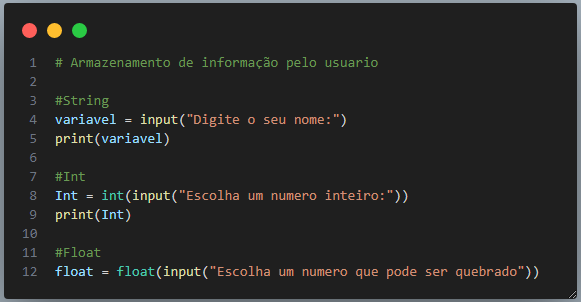 1 # Armazenamento de informação pelo usuario
2
3 #String
4 variavel = input("Digite o seu nome:")
5 print(variavel)
6
7 #Int
8 Int = int(input("Escolha um numero inteiro:"))
9 print(Int)
10
11 #Float
12 float = float(input("Escolha um numero que pode ser quebrado"))